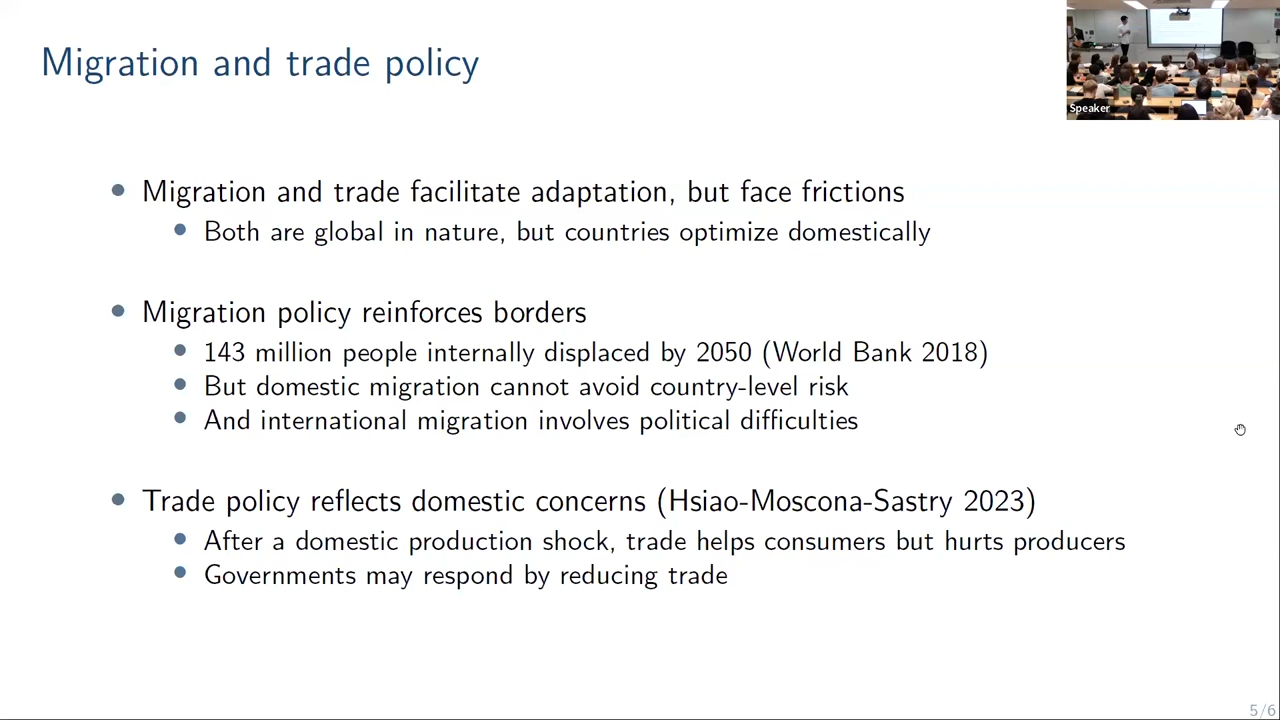 Migration and trade policy
Speaker
Migration and trade facilitate adaptation, but face frictions
Both are global in nature, but countries optimize domestically
Migration policy reinforces borders
143 million people internally displaced by 2050 (World Bank 2018)
But domestic migration cannot avoid country-level risk
And international migration involves political difficulties
Trade policy reflects domestic concerns (Hsiao-Moscona-Sastry 2023)
After a domestic production shock, trade helps consumers but hurts producers
Governments may respond by reducing trade
5/6